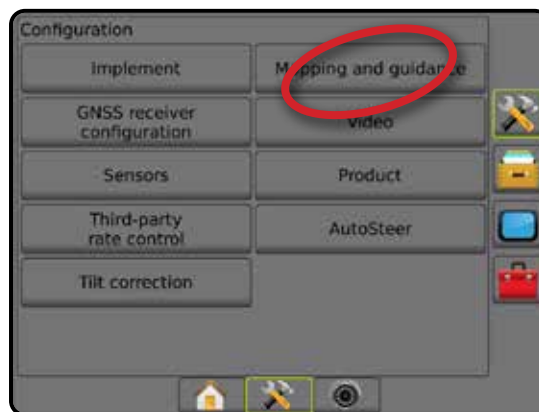 Configuration
Implement
Mapping and guidance
GNSS receiver
configuration
Video
Sensors
Product
Third-party
rate control
AutoSteer
Tilt correction